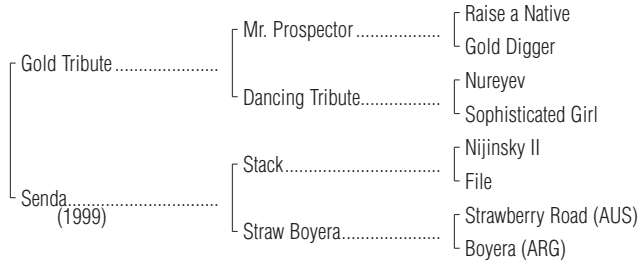 Raise a Native
Mr. Prospector ..................
Gold Digger
Gold Tribute ......................
Nureyev
Dancing Tribute.................
Sophisticated Girl
Nijinsky II
Stack.................................
File
Senda................................
(1999)
Strawberry Road (AUS)
Straw Boyera.....................
Boyera (ARG)